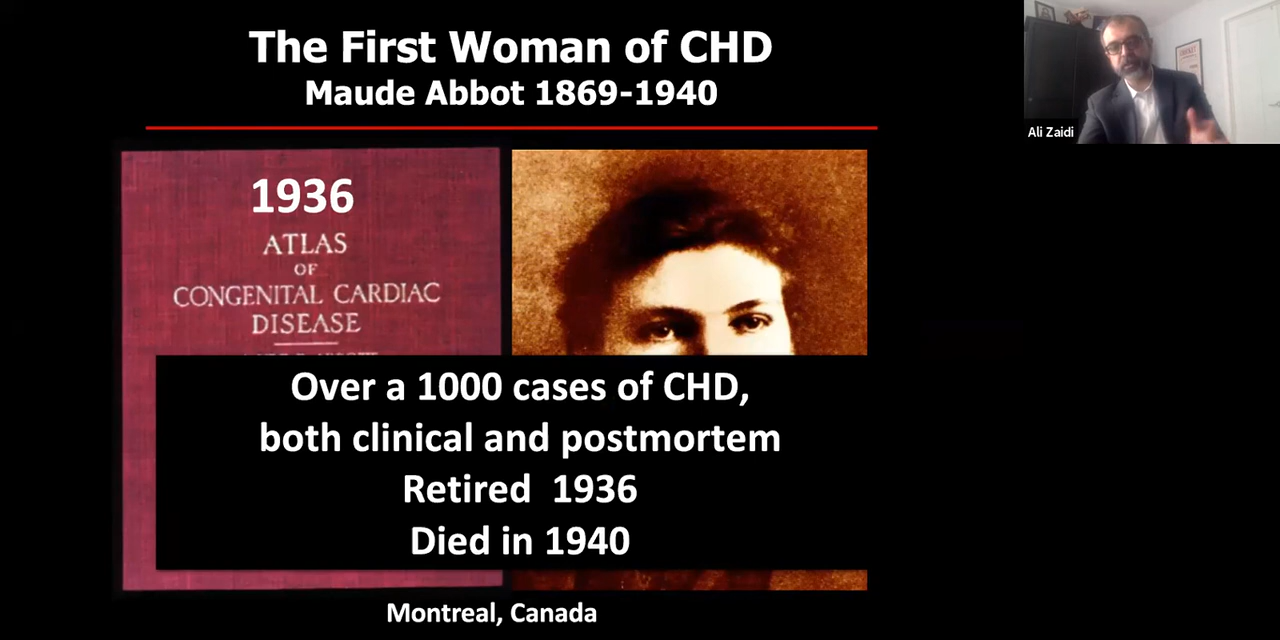 The First Woman of CHD
Maude Abbot 1869-1940
1936
ATLAS
OF
CONGENITAL CARDIAC
DISEASE
Over a 1000 cases of CHD,
both clinical and postmortem
Retired 1936
Died in 1940
Montreal, Canada
Ali Zaidi